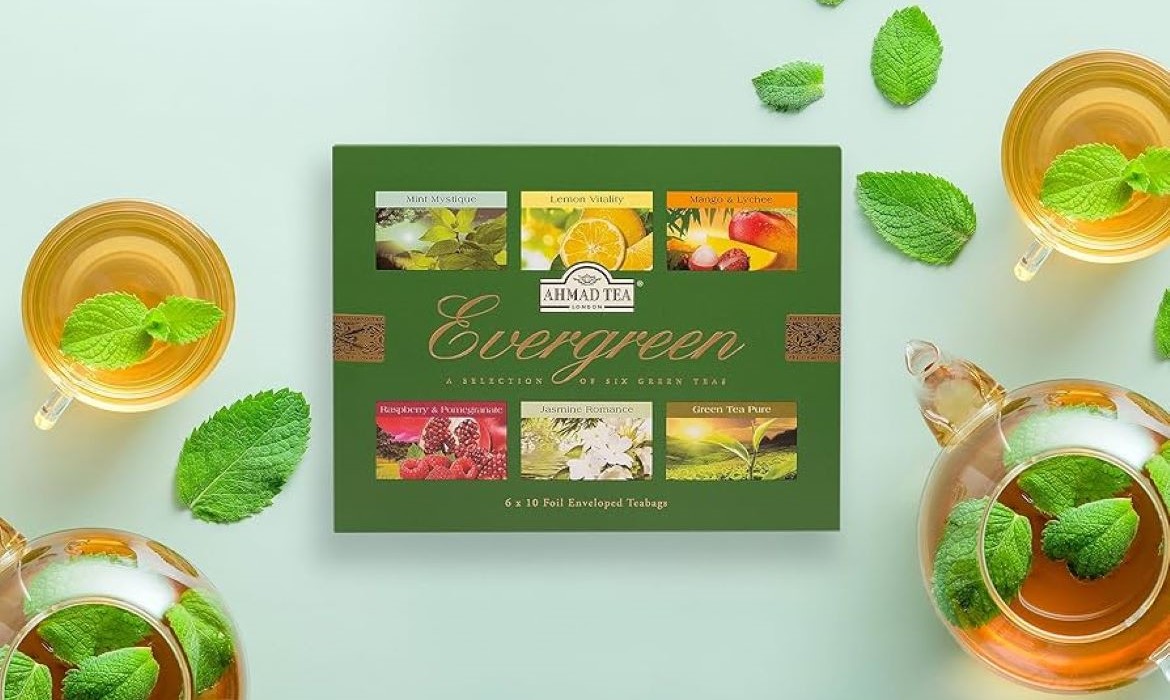 Mint Mystique
Lemon Vitality
Mango & Lychee
AHMAD TEA®
LONDON
Evergreen
A SELECTION OF SIX GREEN TEAS
Raspberry & Pomegranate
Jasmine Romance
Green Tea Pure
6 x 10 Foil Enveloped Teabags